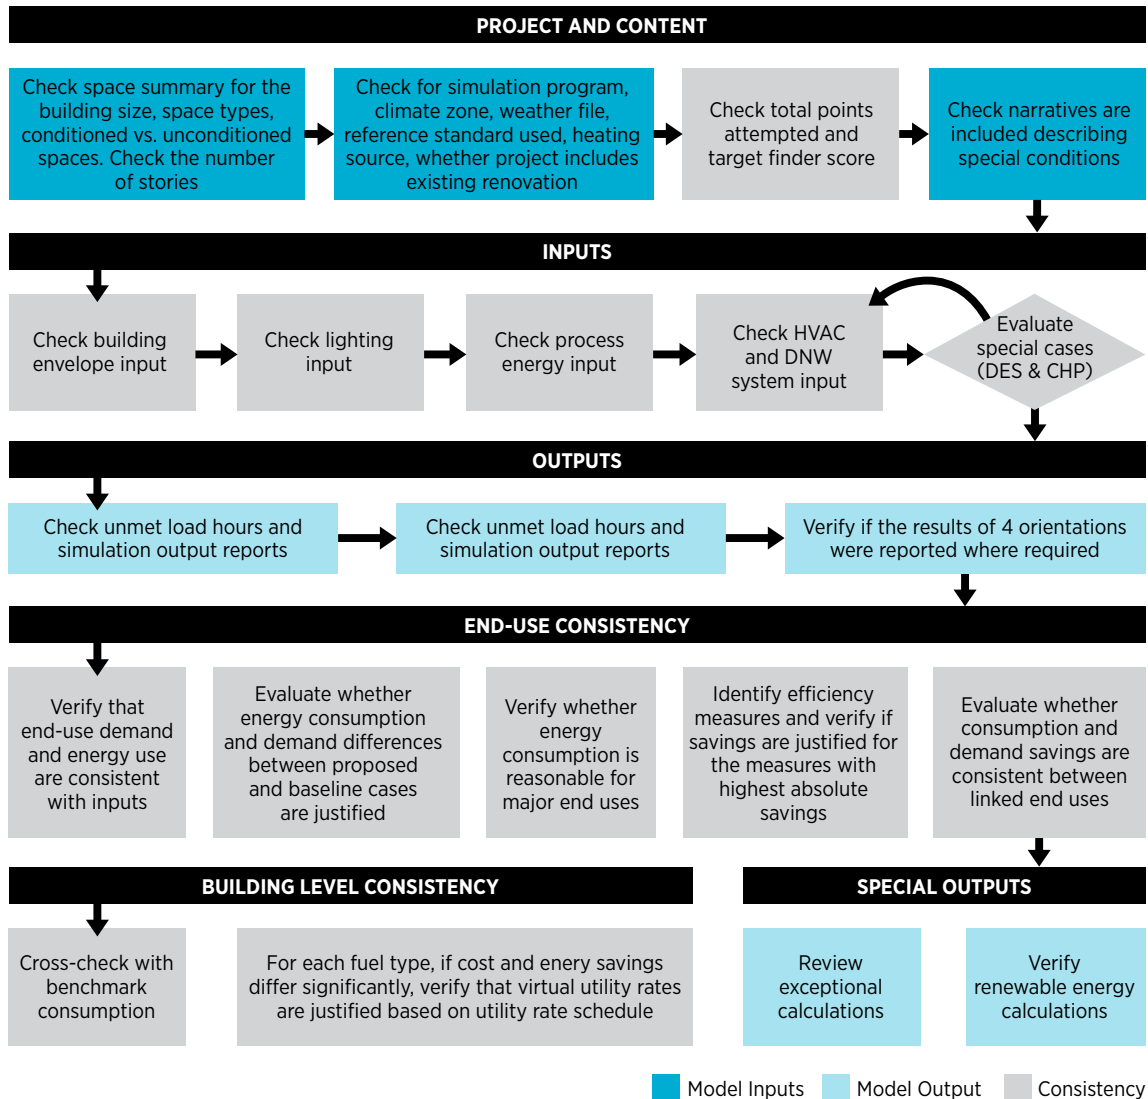 PROJECT AND CONTENT
Check space summary for the
building size, space types,
conditioned vs. unconditioned
spaces. Check the number
of stories
Check for simulation program,
climate zone, weather file,
reference standard used, heating
source, whether project includes
existing renovation
Check total points
attempted and
target finder score
Check narratives are
included describing
special conditions
INPUTS
Check building
envelope input
Check lighting
input
Check process
energy input
Check HVAC
and DNW
system input
Evaluate
special cases
(DES & CHP)
OUTPUTS
Check unmet load hours and
simulation output reports
Check unmet load hours and
simulation output reports
Verify if the results of 4 orientations
were reported where required
END-USE CONSISTENCY
Verify that
end-use demand
and energy use
are consistent
with inputs
Evaluate whether
energy consumption
and demand differences
between proposed
and baseline cases
are justified
Verify whether
energy
consumption is
reasonable for
major end uses
Identify efficiency
measures and verify if
savings are justified for
the measures with
highest absolute
savings
Evaluate whether
consumption and
demand savings are
consistent between
linked end uses
BUILDING LEVEL CONSISTENCY
Cross-check with
benchmark
consumption
For each fuel type, if cost and enery savings
differ significantly, verify that virtual utility rates
are justified based on utility rate schedule
SPECIAL OUTPUTS
Review
exceptional
calculations
Verify
renewable energy
calculations
Model Inputs
Model Output
Consistency